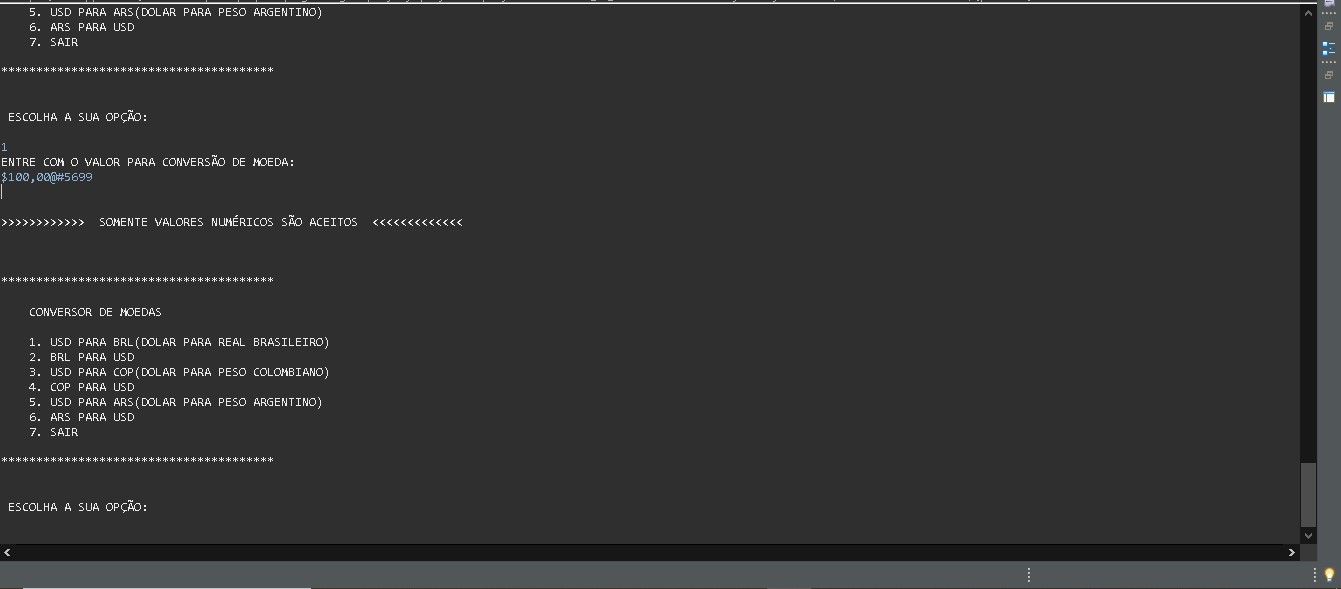 5. USD PARA ARS(DOLAR PARA PESO ARGENTINO)
6. ARS PARA USD
7. SAIR
***************************************
ESCOLHA A SUA OPÇÃO:
1
ENTRE COM O VALOR PARA CONVERSÃO DE MOEDA:
$100,00@#5699
>>>>>>>>>>>> SOMENTE VALORES NUMÉRICOS SÃO ACEITOS <<<<<<<<<<<<<
***************************************
CONVERSOR DE MOEDAS
1. USD PARA BRL(DOLAR PARA REAL BRASILEIRO)
2. BRL PARA USD
3. USD PARA COP(DOLAR PARA PESO COLOMBIANO)
4. COP PARA USD
5. USD PARA ARS(DOLAR PARA PESO ARGENTINO)
6. ARS PARA USD
7. SAIR
***************************************
ESCOLHA A SUA OPÇÃO: